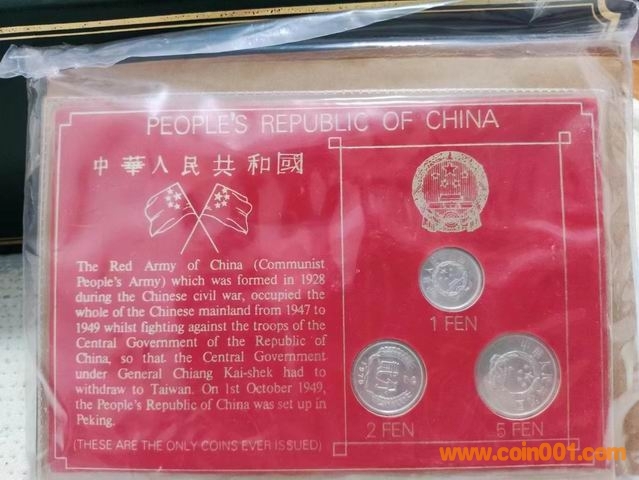 PEOPLE'S REPUBLIC OF CHINA
中華人民共和國
The Red Army of China (Communist
People's Army) which was formed in 1928
during the Chinese civil war, occupied the
whole of the Chinese mainland from 1947 to
1949 whilst fighting against the troops of the
Central Government of the Republic of
China, so that the Central Government
under General Chiang Kai-shek had to
withdraw to Taiwan. On 1st October 1949,
the People's Republic of China was set up in
Peking.
(THESE ARE THE ONLY COINS EVER ISSUED)
1 FEN
2 FEN
5 FEN
www.coin001.com